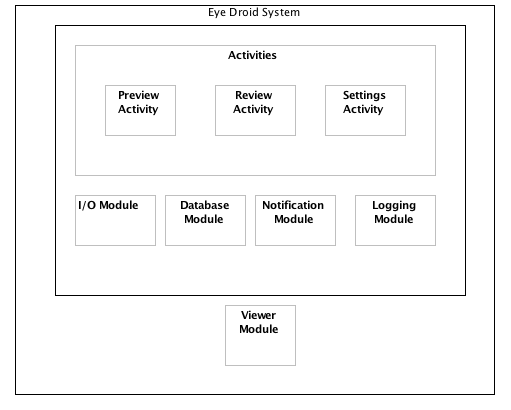 Eye Droid System
Activities
Preview
Activity
Review
Activity
Settings
Activity
I/O Module
Database
Module
Notification
Module
Logging
Module
Viewer
Module